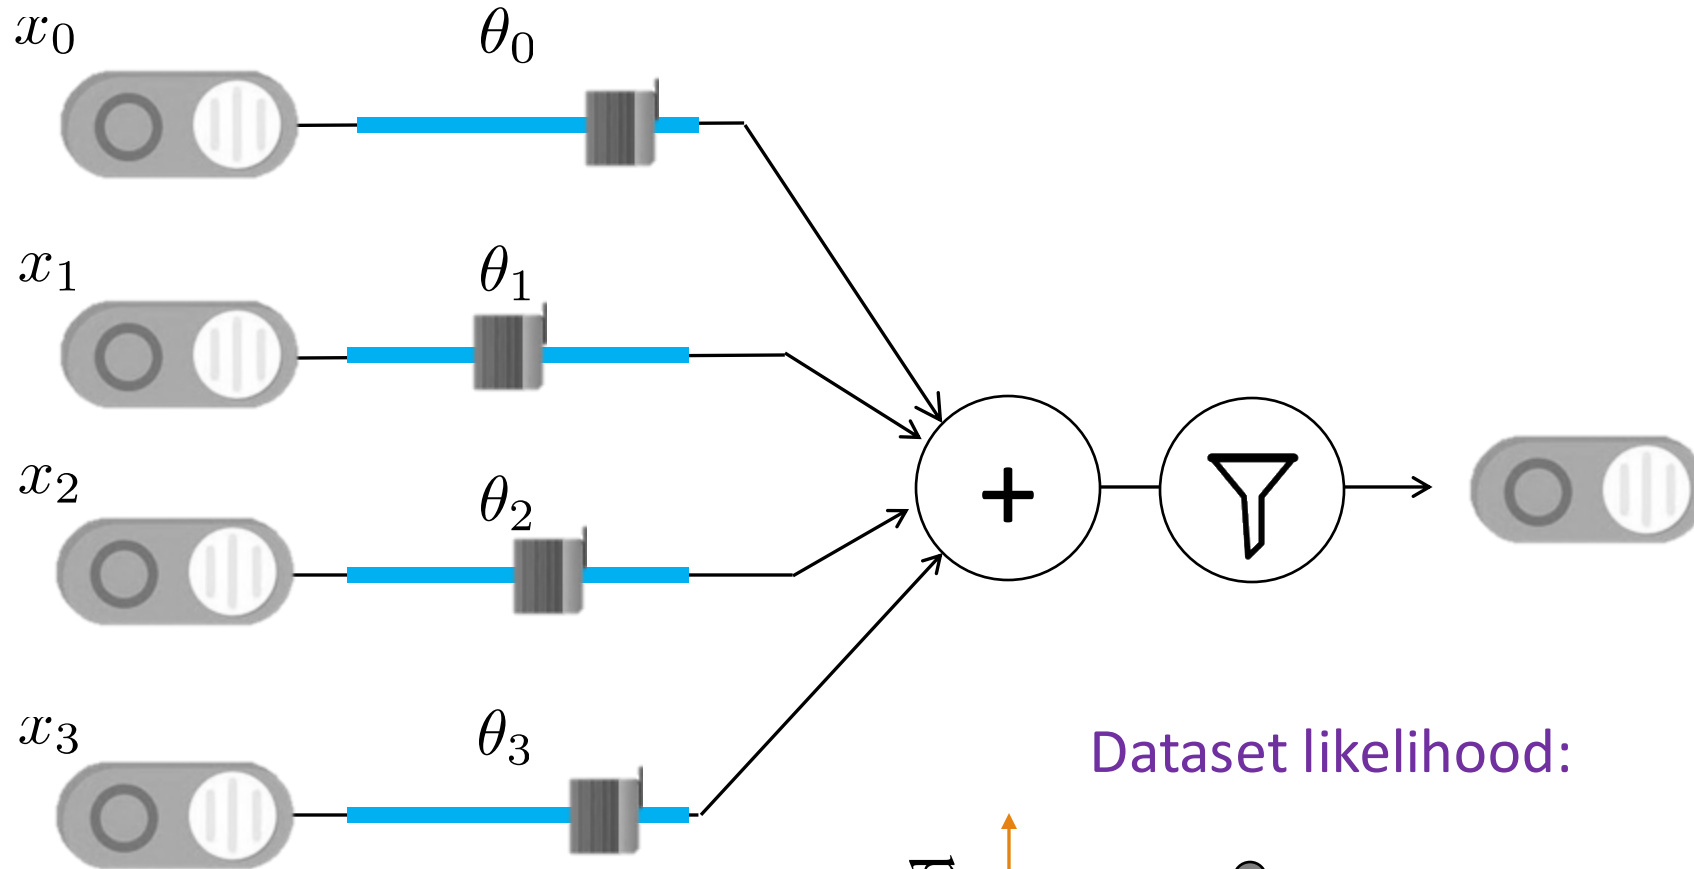 x₀ θ₀
x₁ θ₁
x₂ θ₂
+
x₃ θ₃
Dataset likelihood: